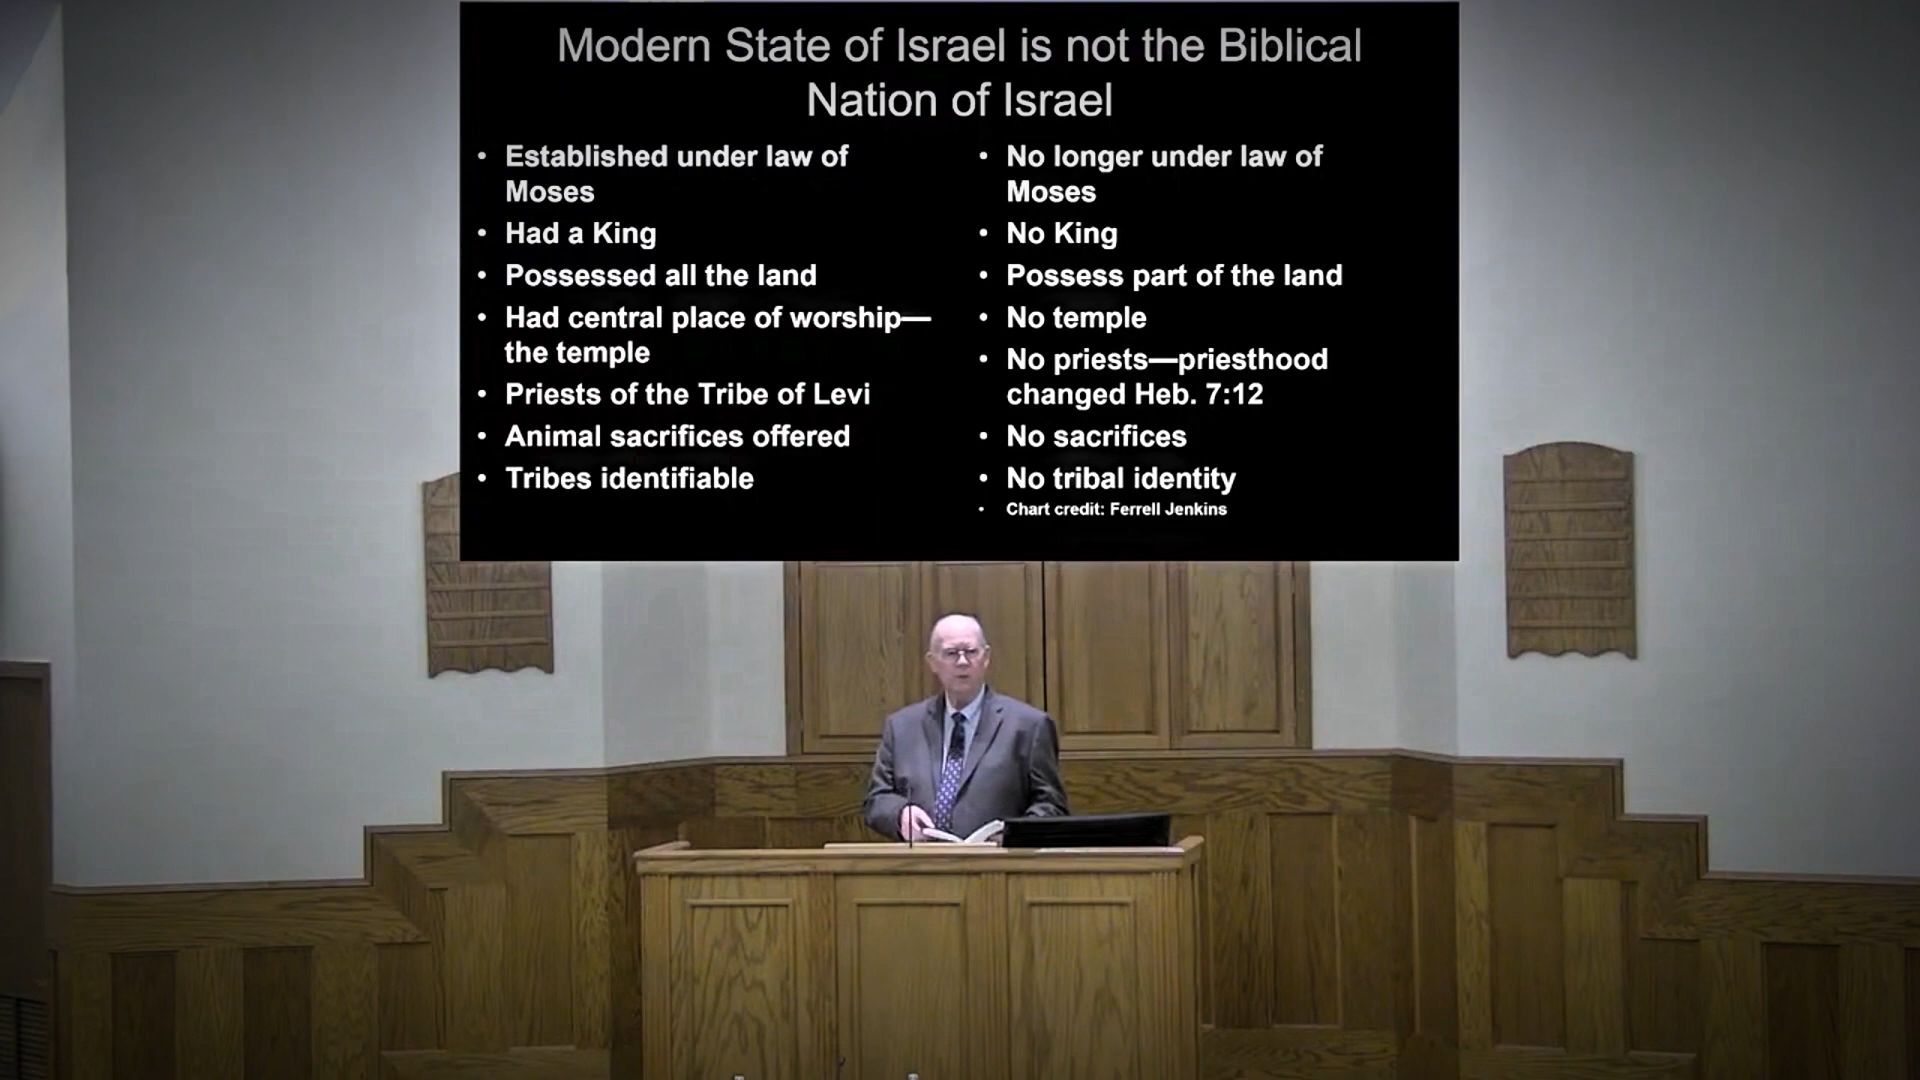 Modern State of Israel is not the Biblical
Nation of Israel
• Established under law of
Moses
• Had a King
• Possessed all the land
• Had central place of worship—
the temple
• Priests of the Tribe of Levi
• Animal sacrifices offered
• Tribes identifiable
• No longer under law of
Moses
• No King
• Possess part of the land
• No temple
• No priests—priesthood
changed Heb. 7:12
• No sacrifices
• No tribal identity
• Chart credit: Ferrell Jenkins